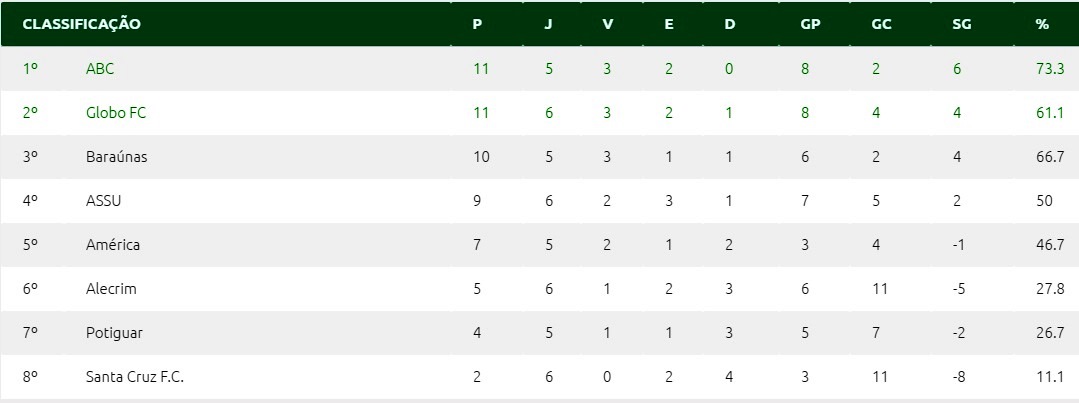 CLASSIFICAÇÃO P J V E D GP GC SG %
1º ABC 11 5 3 2 0 8 2 6 73.3
2º Globo FC 11 6 3 2 1 8 4 4 61.1
3º Baraúnas 10 5 3 1 1 6 2 4 66.7
4º ASSU 9 6 2 3 1 7 5 2 50
5º América 7 5 2 1 2 3 4 -1 46.7
6º Alecrim 5 6 1 2 3 6 11 -5 27.8
7º Potiguar 4 5 1 1 3 5 7 -2 26.7
8º Santa Cruz F.C. 2 6 0 2 4 3 11 -8 11.1